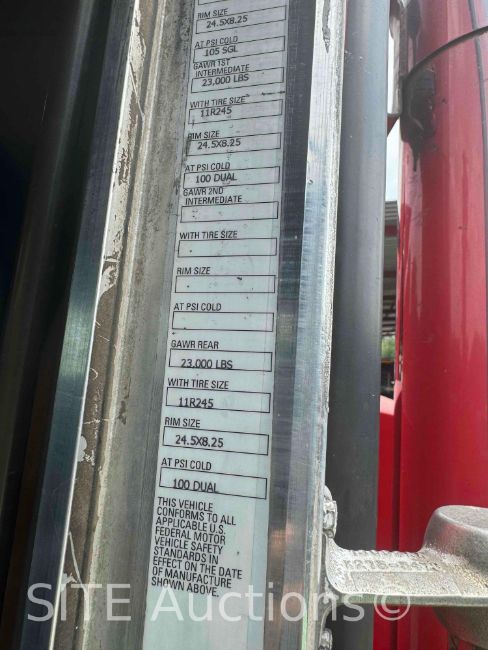 RIM SIZE
24.5X8.25
AT PSI COLD
105 SGL
GAWR 1ST
INTERMEDIATE
23,000 LBS
WITH TIRE SIZE
11R245
RIM SIZE
24.5X8.25
AT PSI COLD
100 DUAL
GAWR 2ND
INTERMEDIATE
WITH TIRE SIZE
RIM SIZE
AT PSI COLD
GAWR REAR
23,000 LBS
WITH TIRE SIZE
11R245
RIM SIZE
24.5X8.25
AT PSI COLD
100 DUAL
THIS VEHICLE
CONFORMS TO ALL
APPLICABLE U.S.
FEDERAL MOTOR
VEHICLE SAFETY
STANDARDS IN
EFFECT ON THE DATE
OF MANUFACTURE
SHOWN ABOVE.
SITE Auctions©